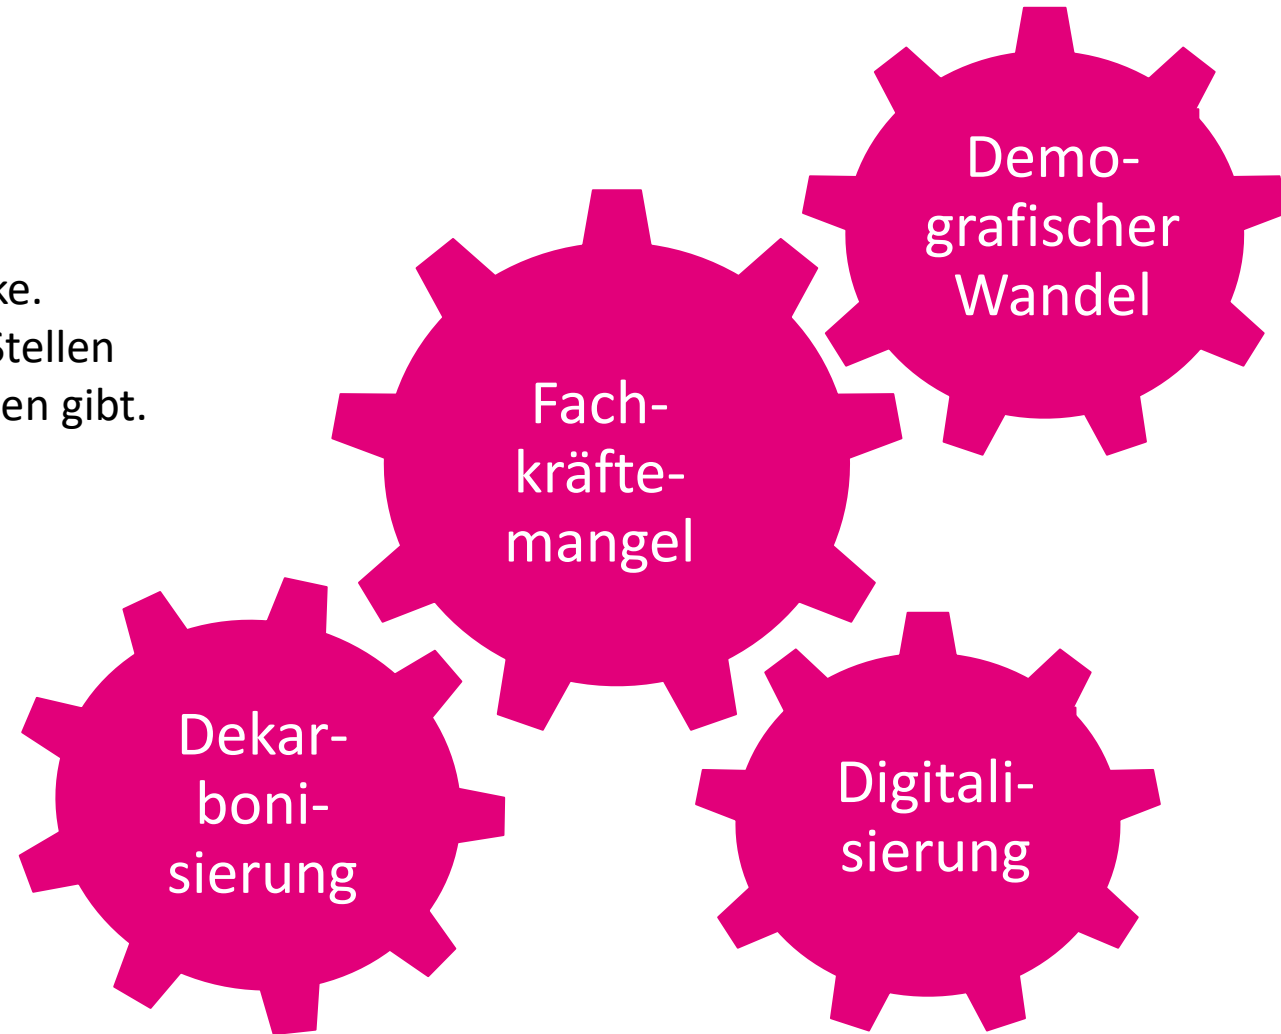 ke.
Stellen
en gibt.
Demo-
grafischer
Wandel
Fach-
kräfte-
mangel
Dekar-
boni-
sierung
Digitali-
sierung